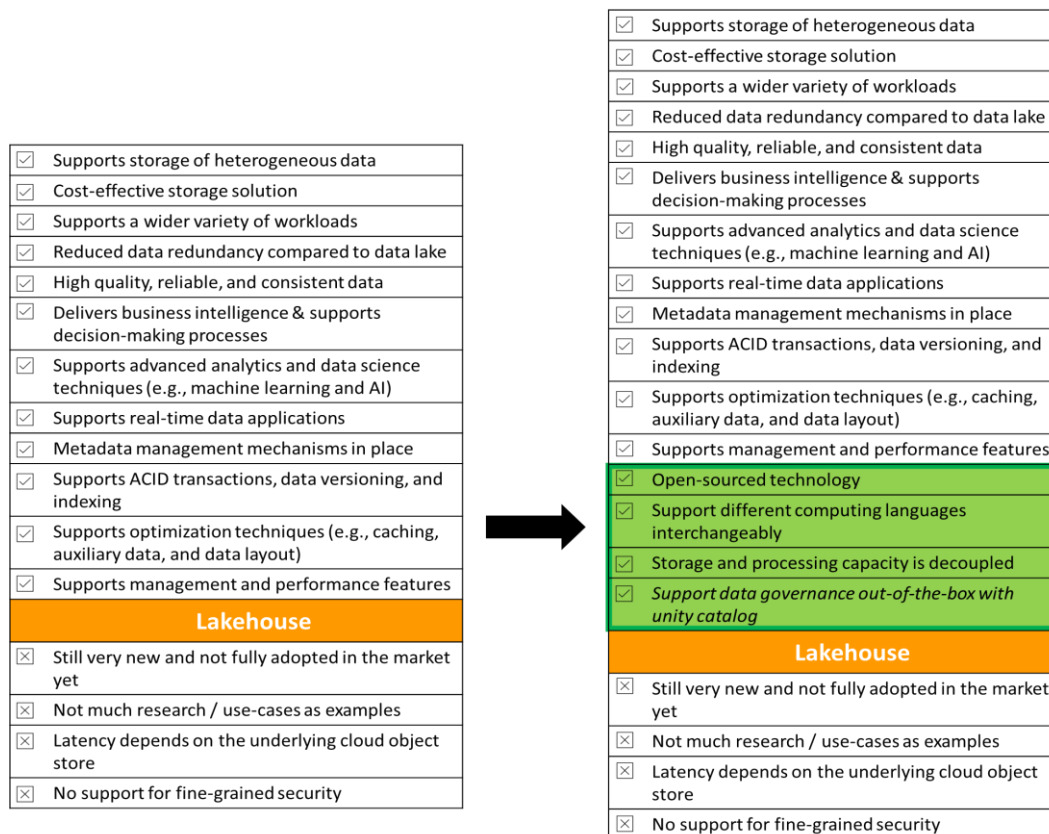 Supports storage of heterogeneous data
Cost-effective storage solution
Supports a wider variety of workloads
Reduced data redundancy compared to data lake
High quality, reliable, and consistent data
Delivers business intelligence & supports
decision-making processes
Supports advanced analytics and data science
techniques (e.g., machine learning and AI)
Supports real-time data applications
Metadata management mechanisms in place
Supports ACID transactions, data versioning, and
indexing
Supports optimization techniques (e.g., caching,
auxiliary data, and data layout)
Supports management and performance features
Lakehouse
Still very new and not fully adopted in the market
yet
Not much research / use-cases as examples
Latency depends on the underlying cloud object
store
No support for fine-grained security
Supports storage of heterogeneous data
Cost-effective storage solution
Supports a wider variety of workloads
Reduced data redundancy compared to data lake
High quality, reliable, and consistent data
Delivers business intelligence & supports
decision-making processes
Supports advanced analytics and data science
techniques (e.g., machine learning and AI)
Supports real-time data applications
Metadata management mechanisms in place
Supports ACID transactions, data versioning, and
indexing
Supports optimization techniques (e.g., caching,
auxiliary data, and data layout)
Supports management and performance features
Open-sourced technology
Support different computing languages
interchangeably
Storage and processing capacity is decoupled
Support data governance out-of-the-box with
unity catalog
Lakehouse
Still very new and not fully adopted in the market
yet
Not much research / use-cases as examples
Latency depends on the underlying cloud object
store
No support for fine-grained security